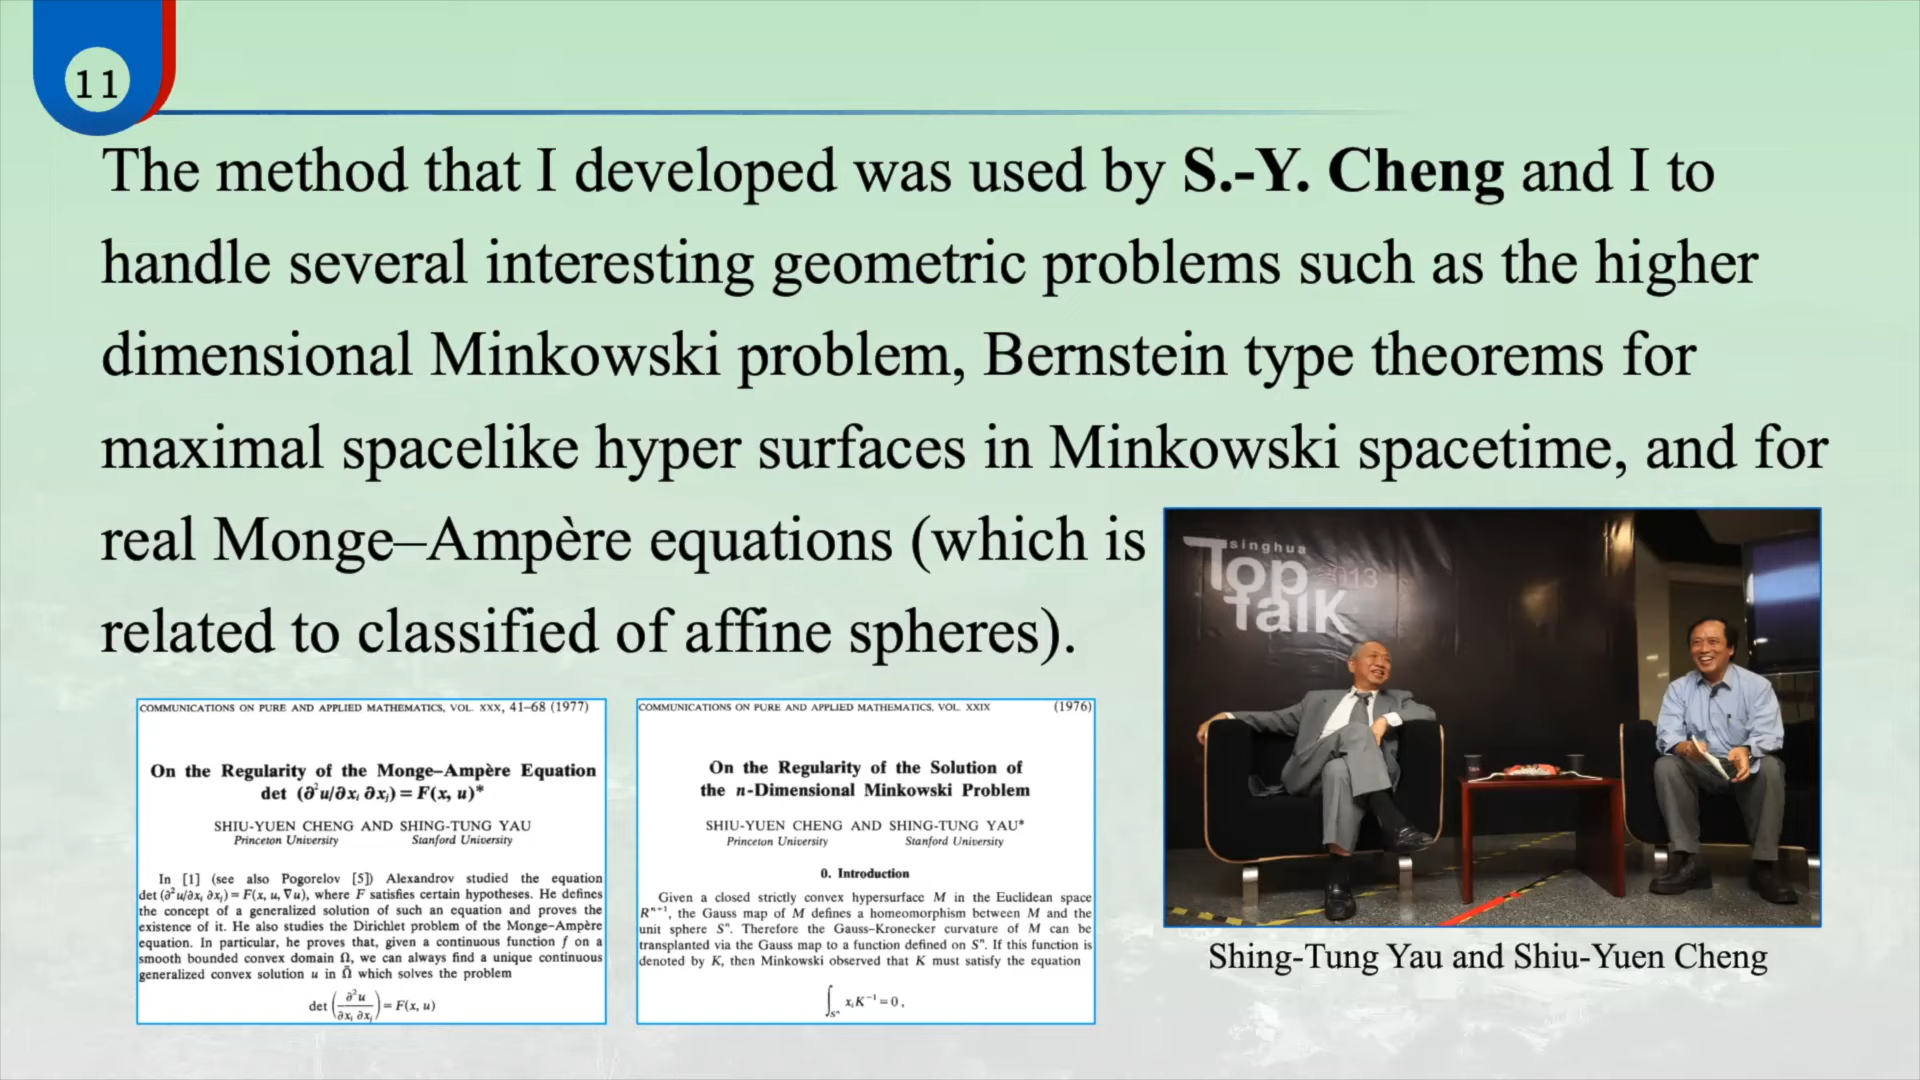 11
The method that I developed was used by S.-Y. Cheng and I to
handle several interesting geometric problems such as the higher
dimensional Minkowski problem, Bernstein type theorems for
maximal spacelike hyper surfaces in Minkowski spacetime, and for
real Monge–Ampère equations (which is
related to classified of affine spheres).
COMMUNICATIONS ON PURE AND APPLIED MATHEMATICS, VOL. XXX, 41–68 (1977)
On the Regularity of the Monge–Ampère Equation
det (∂²u/∂xᵢ ∂xⱼ) = F(x, u)*
SHIU-YUEN CHENG AND SHING-TUNG YAU
Princeton University Stanford University
In [1] (see also Pogorelov [5]) Alexandrov studied the equation
det (∂²u/∂xᵢ ∂xⱼ) = F(x, u, ∇u), where F satisfies certain hypotheses. He defines
the concept of a generalized solution of such an equation and proves the
existence of it. He also studies the Dirichlet problem of the Monge–Ampère
equation. In particular, he proves that, given a continuous function f on a
smooth bounded convex domain Ω, we can always find a unique continuous
generalized convex solution u in Ω̄ which solves the problem
det (∂²u/∂xᵢ ∂xⱼ) = F(x, u)
COMMUNICATIONS ON PURE AND APPLIED MATHEMATICS, VOL. XXIX (1976)
On the Regularity of the Solution of
the n-Dimensional Minkowski Problem
SHIU-YUEN CHENG AND SHING-TUNG YAU*
Princeton University Stanford University
0. Introduction
Given a closed strictly convex hypersurface M in the Euclidean space
Rⁿ⁺¹, the Gauss map of M defines a homeomorphism between M and the
unit sphere Sⁿ. Therefore the Gauss–Kronecker curvature of M can be
transplanted via the Gauss map to a function defined on Sⁿ. If this function is
denoted by K, then Minkowski observed that K must satisfy the equation
∫Sⁿ xᵢK⁻¹ = 0 ,
Tsinghua
Top 2013
Talk
Shing-Tung Yau and Shiu-Yuen Cheng